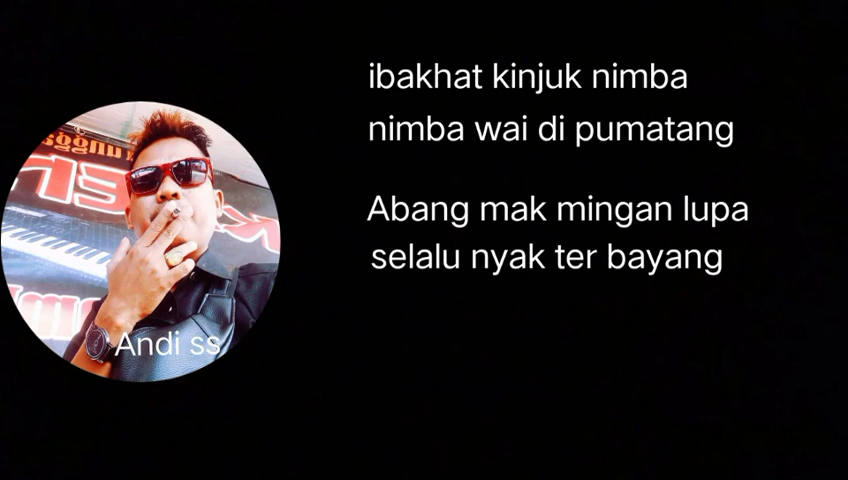 ibakhat kinjuk nimba
nimba wai di pumatang
Abang mak mingan lupa
selalu nyak ter bayang
Andi ss